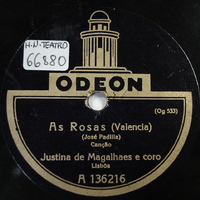 H.N. TEATRO
66880
ODEON
(Og 533)
As Rosas (Valencia)
(José Padilla)
Canção
Justina de Magalhaes e coro
Lisbôa
A 136216